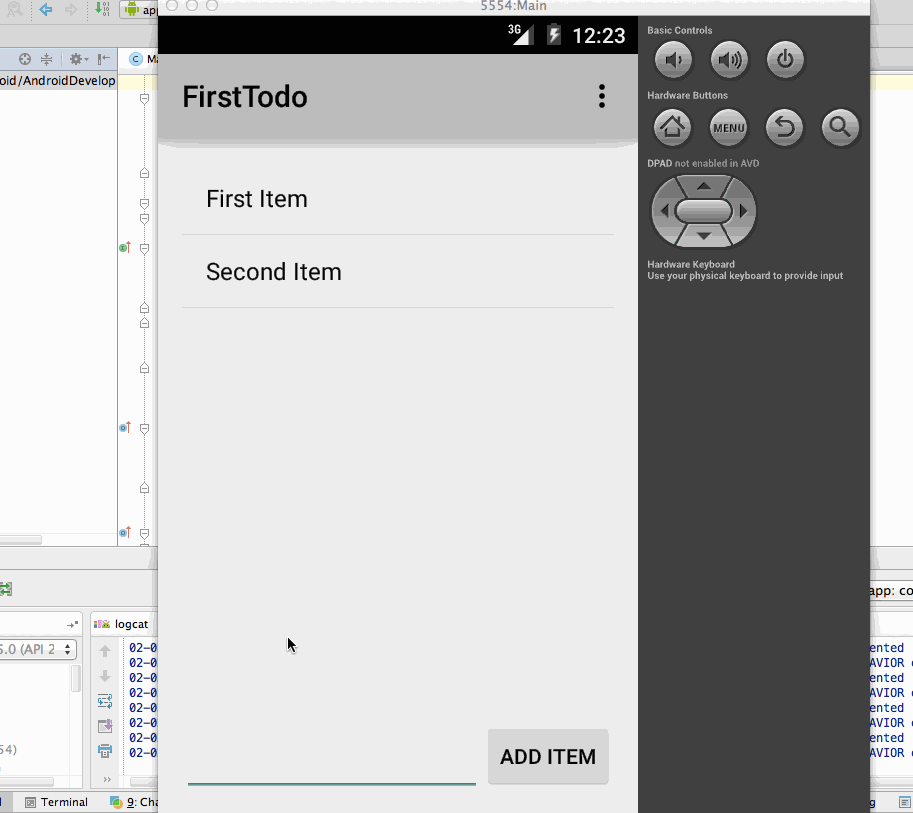 5554:Main
app
3G 12:23
Basic Controls
oid/AndroidDevelop
FirstTodo
Hardware Buttons
MENU
DPAD not enabled in AVD
First Item
Second Item
Hardware Keyboard
Use your physical keyboard to provide input
app: co
logcat
5.0 (API 2
02-0
02-0
02-0
02-0
02-0
02-0
02-0
02-0
ented
AVIOR
ented
AVIOR
ented
AVIOR
ented
AVIOR
54)
ADD ITEM
Terminal
9: Cha